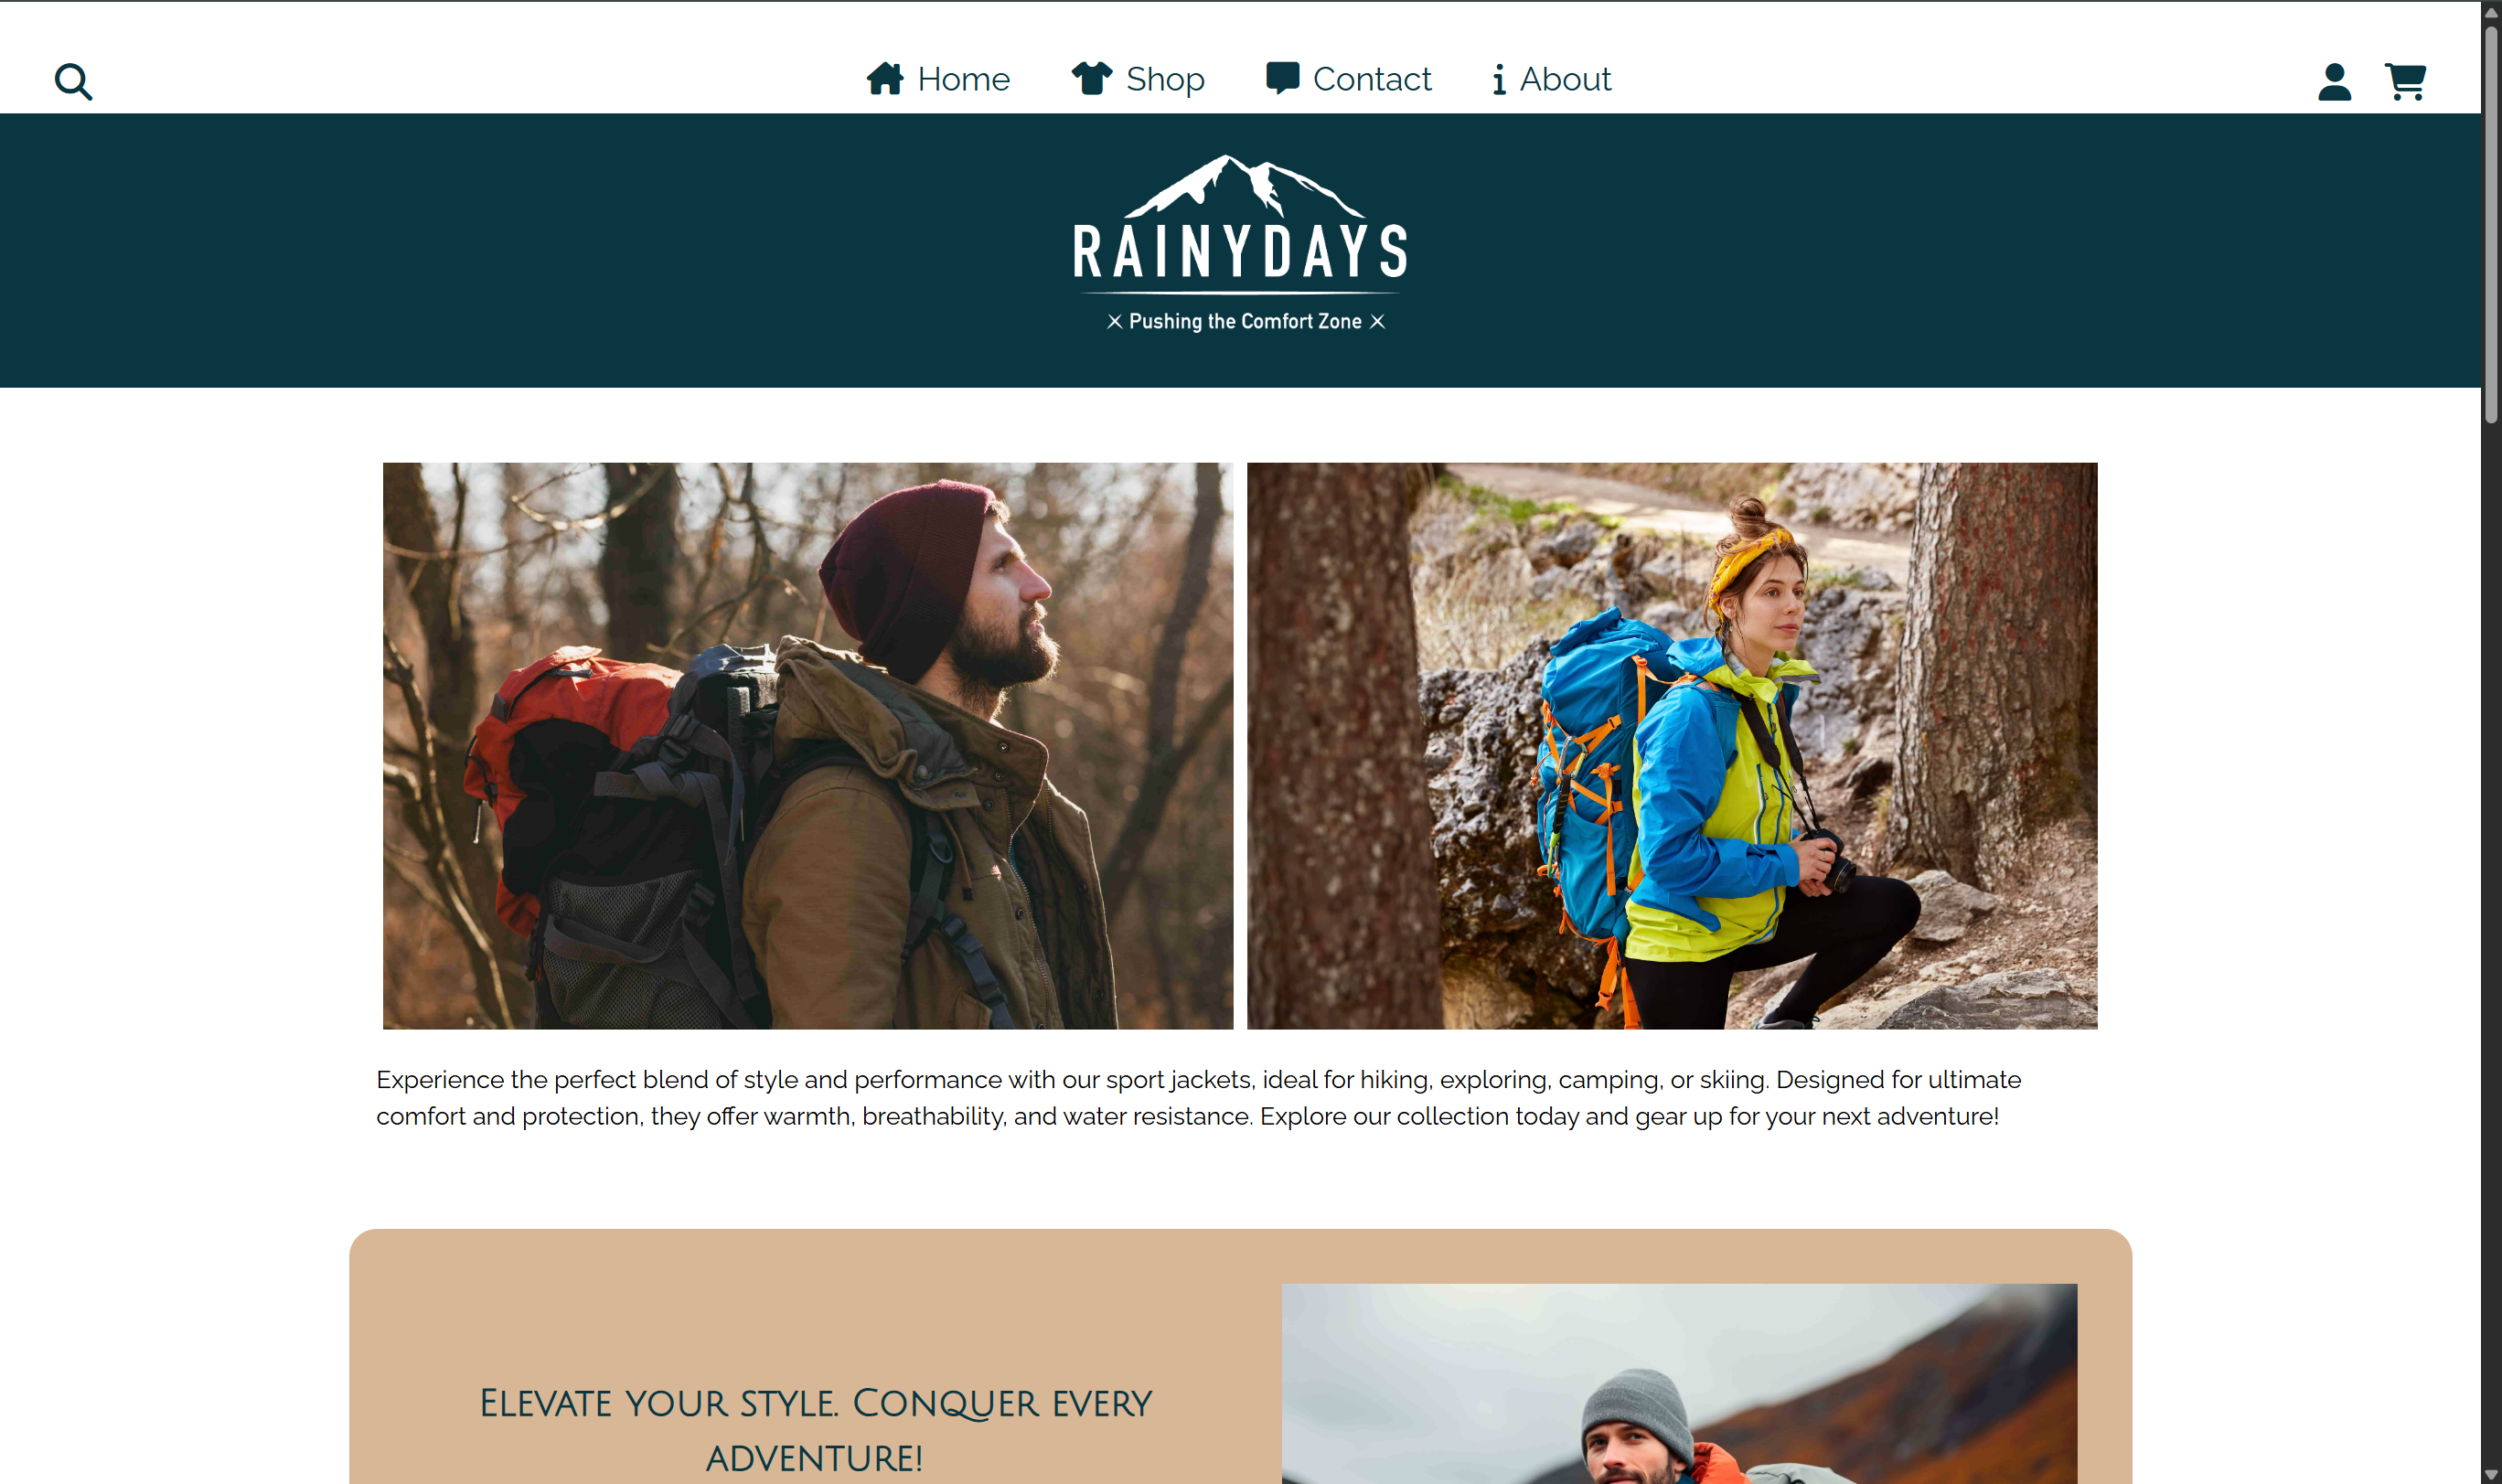 Home Shop Contact About
RAINYDAYS
Pushing the Comfort Zone
Experience the perfect blend of style and performance with our sport jackets, ideal for hiking, exploring, camping, or skiing. Designed for ultimate
comfort and protection, they offer warmth, breathability, and water resistance. Explore our collection today and gear up for your next adventure!
Elevate your style. Conquer every
adventure!